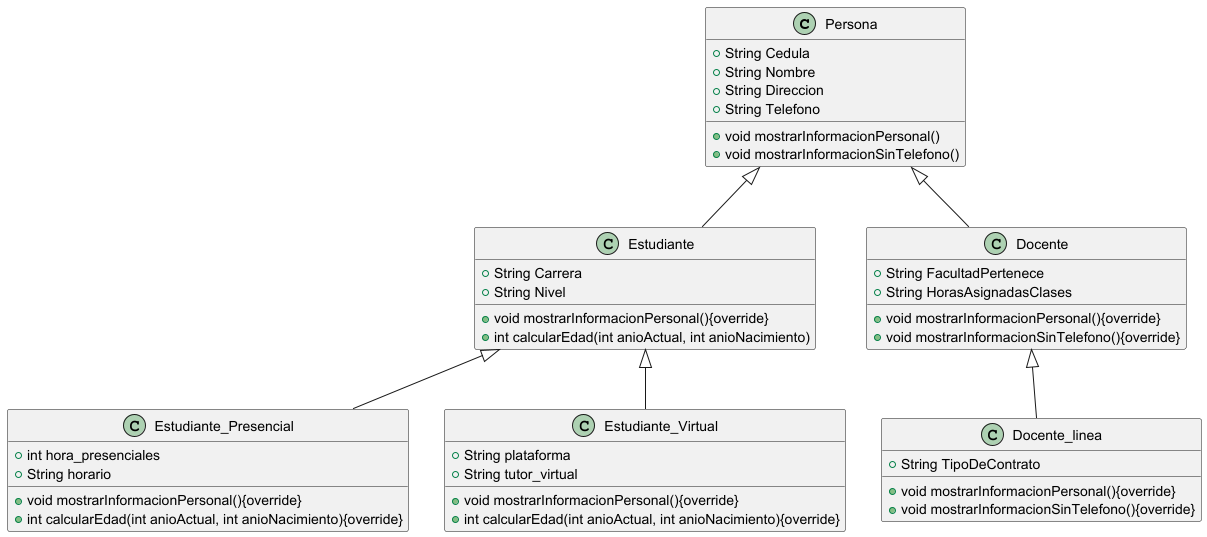 C Persona
String Cedula
String Nombre
String Direccion
String Telefono
void mostrarInformacionPersonal()
void mostrarInformacionSinTelefono()
C Estudiante
String Carrera
String Nivel
void mostrarInformacionPersonal(){override}
int calcularEdad(int anioActual, int anioNacimiento)
C Docente
String FacultadPertenece
String HorasAsignadasClases
void mostrarInformacionPersonal(){override}
void mostrarInformacionSinTelefono(){override}
C Estudiante_Presencial
int hora_presenciales
String horario
void mostrarInformacionPersonal(){override}
int calcularEdad(int anioActual, int anioNacimiento){override}
C Estudiante_Virtual
String plataforma
String tutor_virtual
void mostrarInformacionPersonal(){override}
int calcularEdad(int anioActual, int anioNacimiento){override}
C Docente_linea
String TipoDeContrato
void mostrarInformacionPersonal(){override}
void mostrarInformacionSinTelefono(){override}